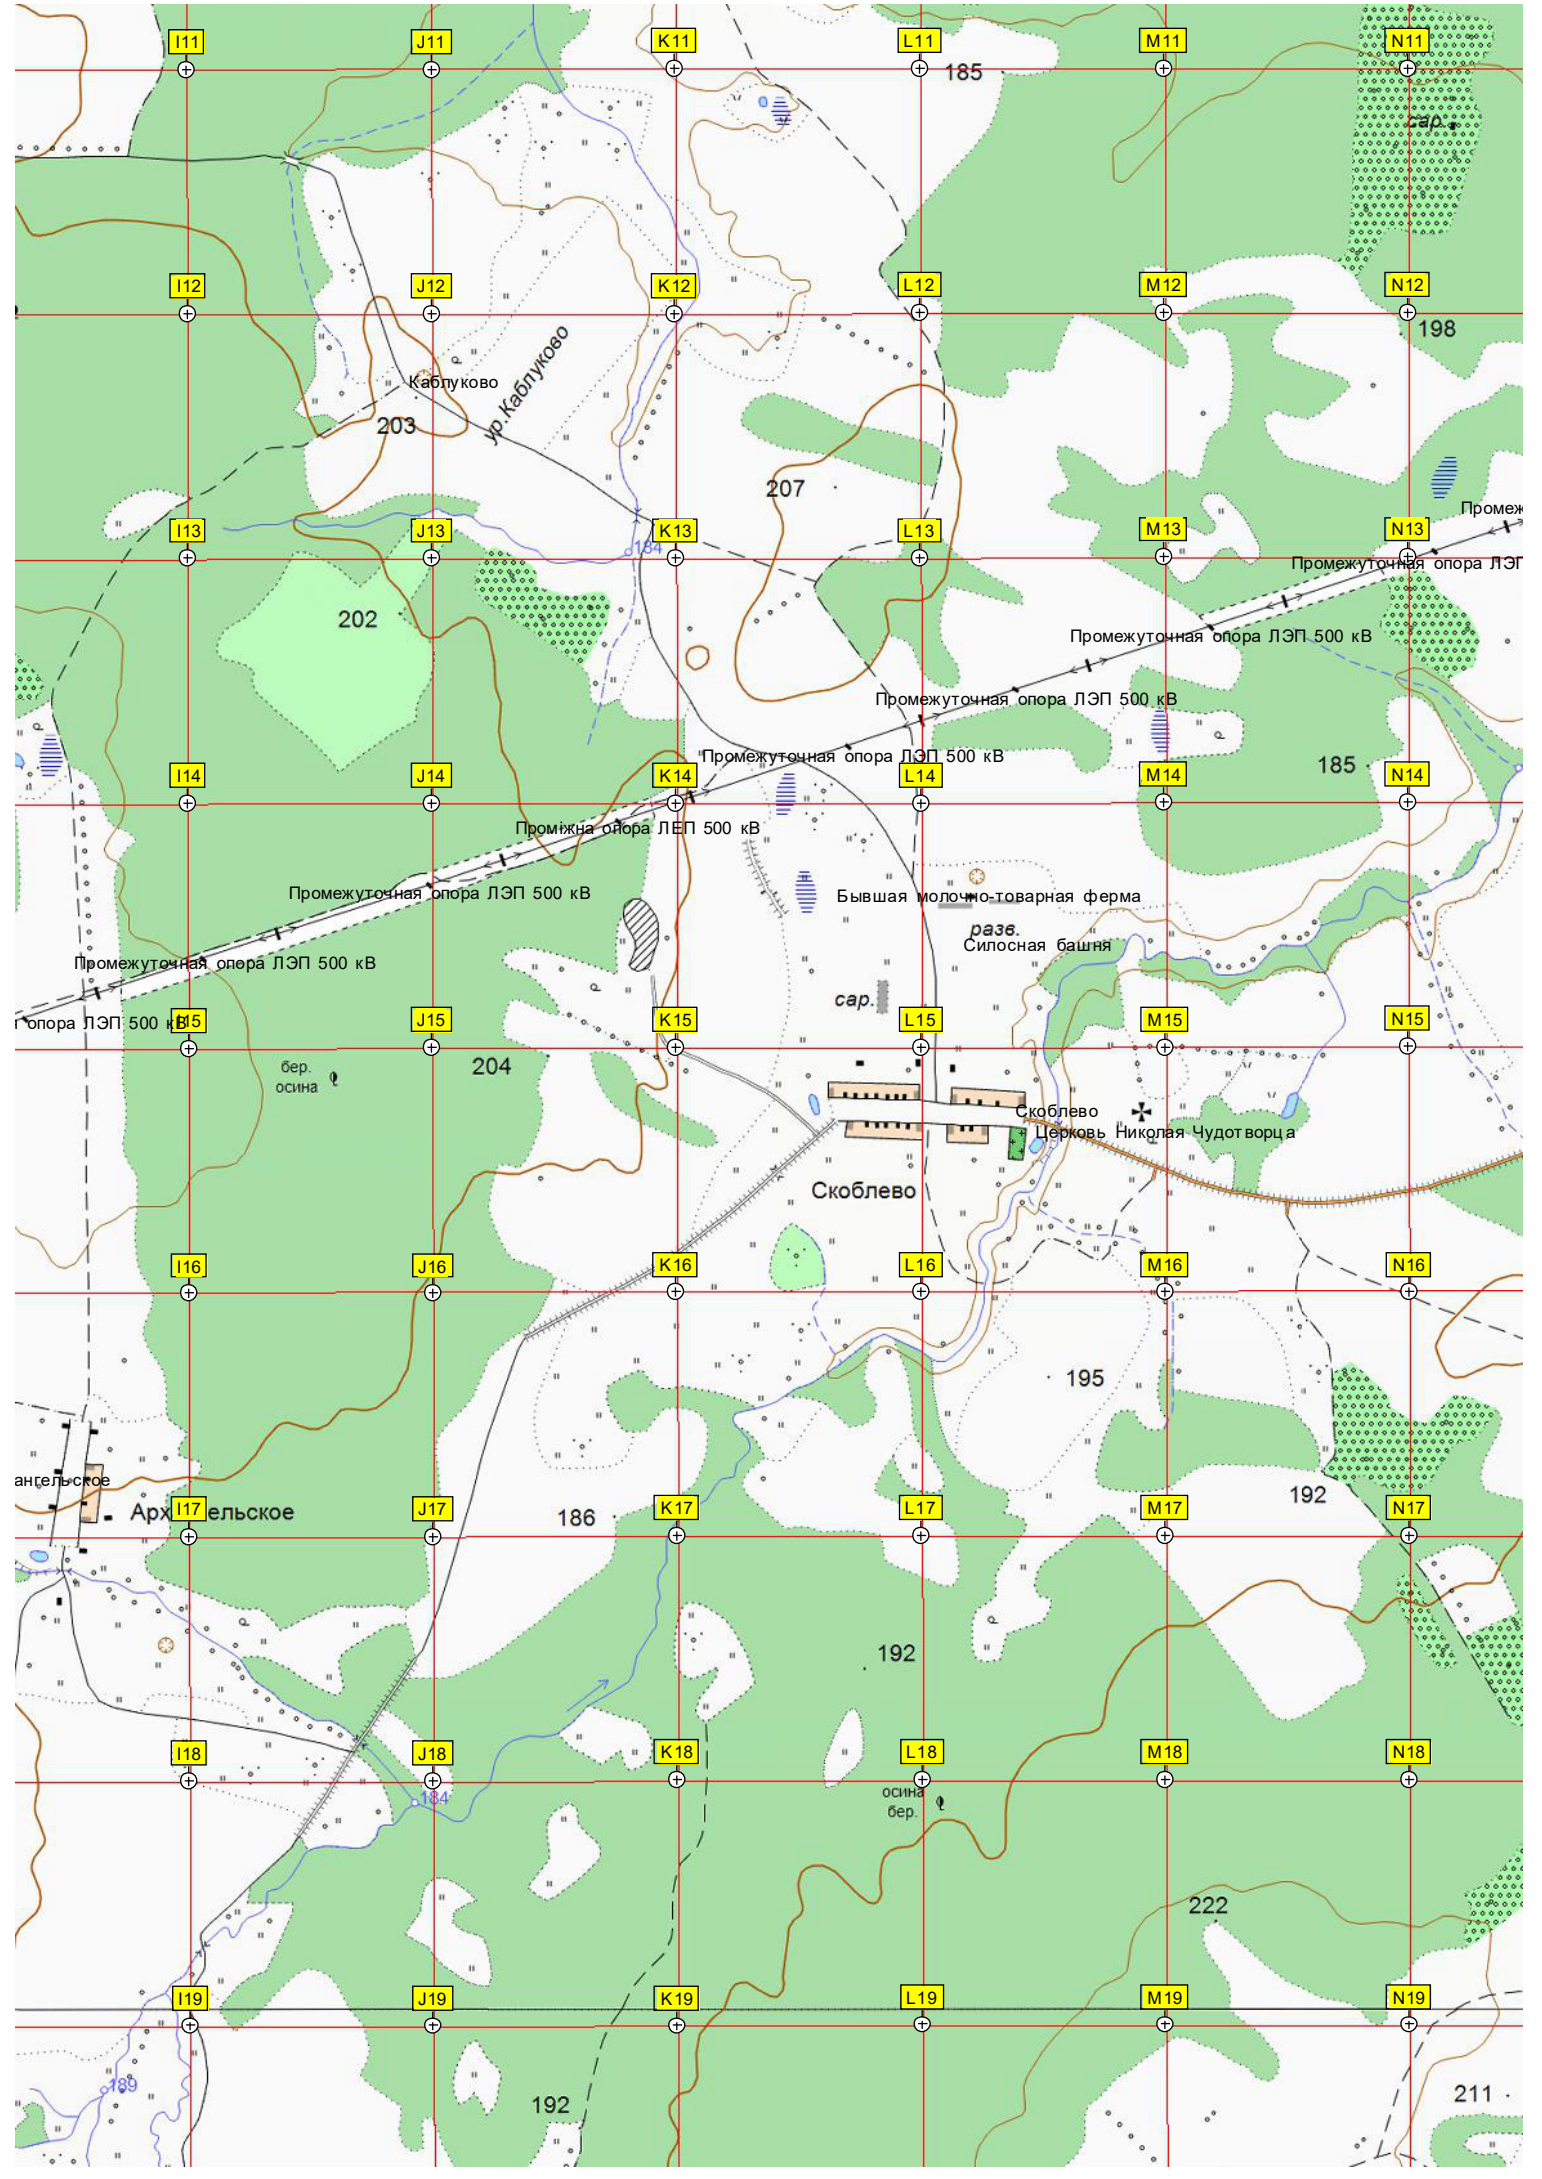 I11 J11 K11 L11 M11 N11
185
сар.
I12 J12 K12 L12 M12 N12
198
Каблуково
ур.Каблуково
203
207
Промеж
I13 J13 K13 L13 M13 N13
184
Промежуточная опора ЛЭП
202
Промежуточная опора ЛЭП 500 кВ
Промежуточная опора ЛЭП 500 кВ
Промежуточная опора ЛЭП 500 кВ
185
I14 J14 K14 L14 M14 N14
Проміжна опора ЛЕП 500 кВ
Промежуточная опора ЛЭП 500 кВ
Бывшая молочно-товарная ферма
разв.
Силосная башня
Промежуточная опора ЛЭП 500 кВ
сар.
опора ЛЭП 500 кВ
I15 J15 K15 L15 M15 N15
бер.
осина
204
Скоблево
Церковь Николая Чудотворца
Скоблево
I16 J16 K16 L16 M16 N16
195
ангельское
192
Архангельское
186
I17 J17 K17 L17 M17 N17
192
I18 J18 K18 L18 M18 N18
184
осина
бер.
222
I19 J19 K19 L19 M19 N19
189
192
211